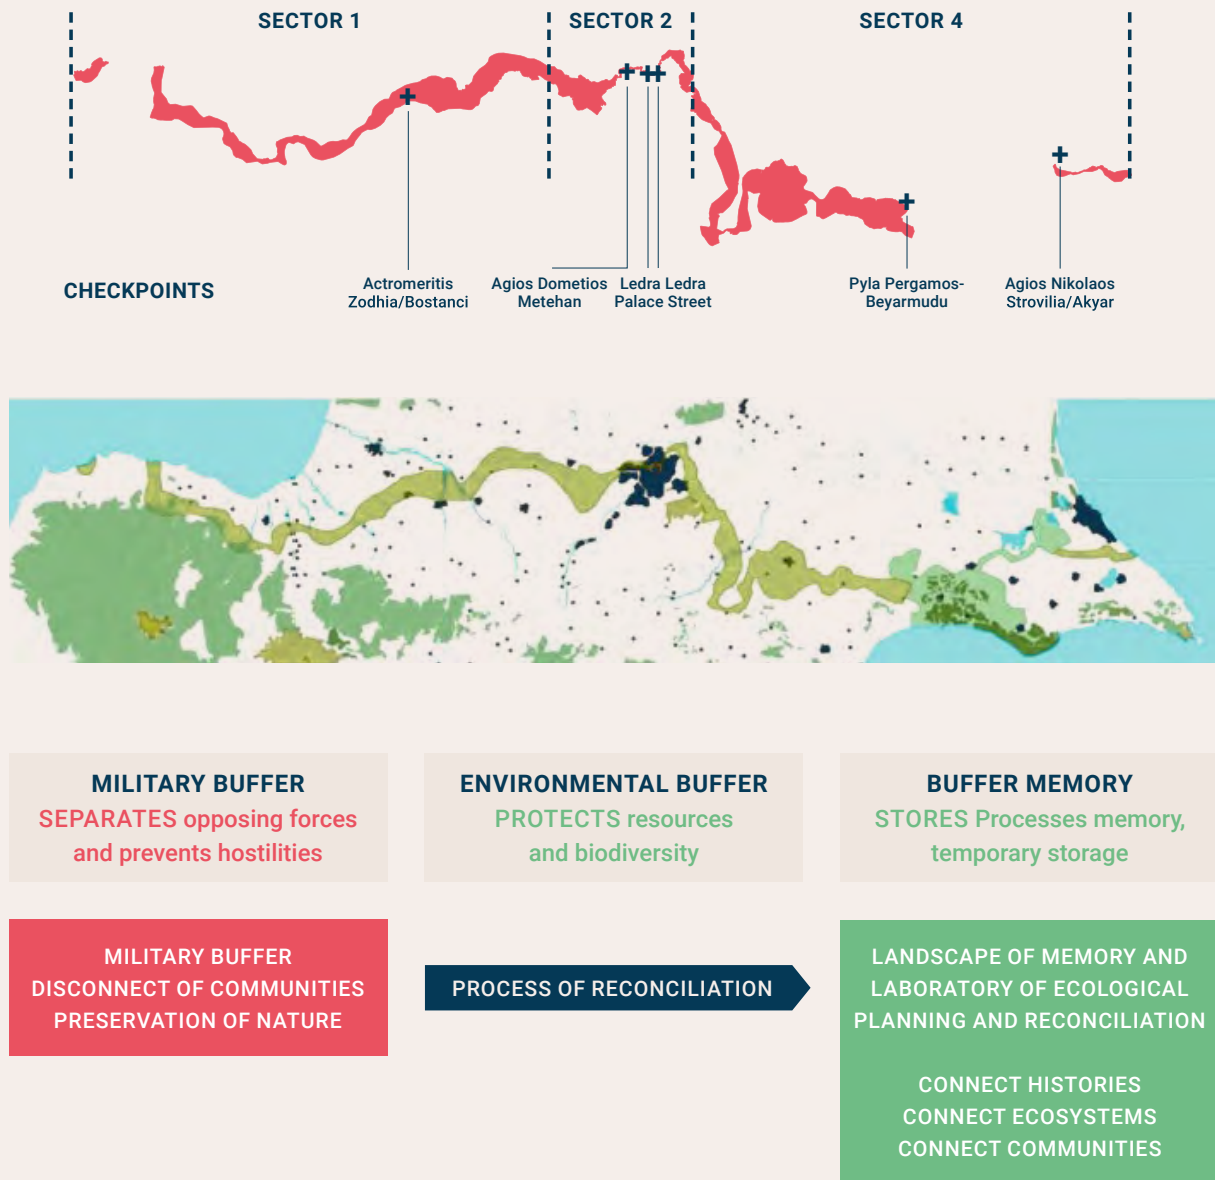 SECTOR 1
SECTOR 2
SECTOR 4
CHECKPOINTS
Actromeritis
Zodhia/Bostanci
Agios Dometios
Metehan
Ledra Ledra
Palace Street
Pyla Pergamos-
Beyarmudu
Agios Nikolaos
Strovilia/Akyar
MILITARY BUFFER
SEPARATES opposing forces
and prevents hostilities
ENVIRONMENTAL BUFFER
PROTECTS resources
and biodiversity
BUFFER MEMORY
STORES Processes memory,
temporary storage
MILITARY BUFFER
DISCONNECT OF COMMUNITIES
PRESERVATION OF NATURE
PROCESS OF RECONCILIATION
LANDSCAPE OF MEMORY AND
LABORATORY OF ECOLOGICAL
PLANNING AND RECONCILIATION
CONNECT HISTORIES
CONNECT ECOSYSTEMS
CONNECT COMMUNITIES